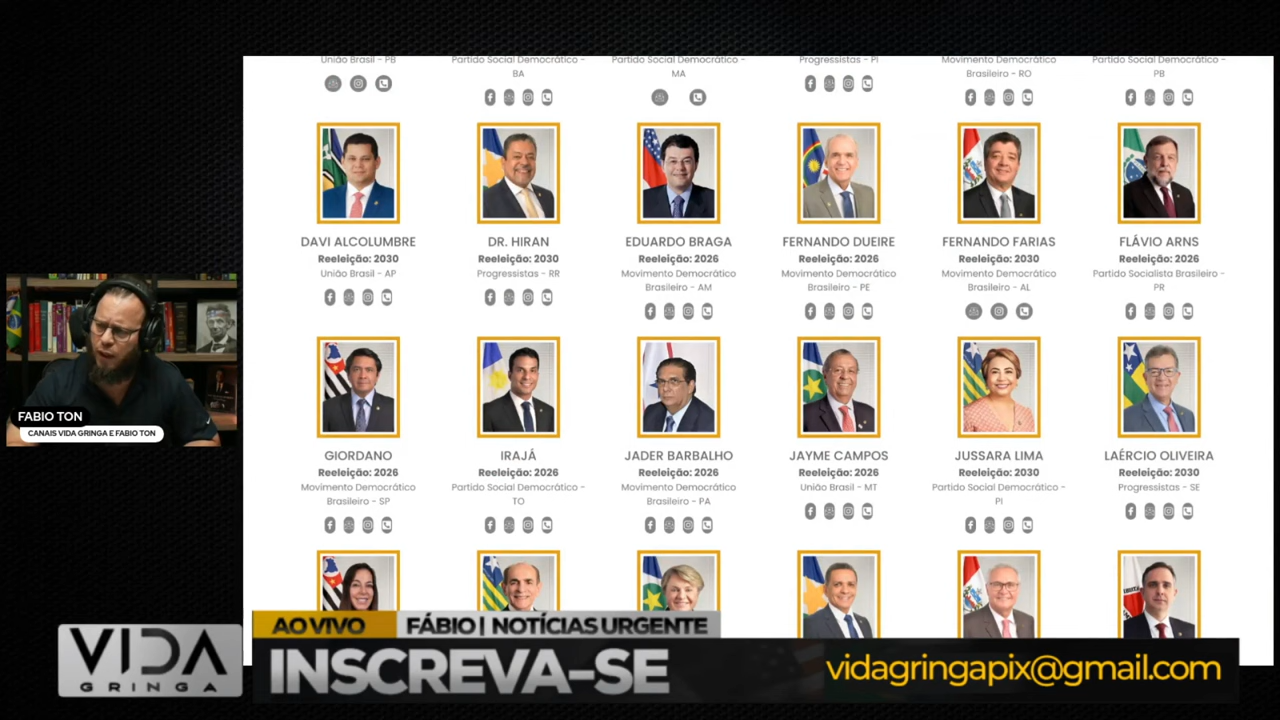 União Brasil - PB
Partido Social Democrático -
BA
Partido Social Democrático -
MA
Progressistas - PI
Movimento Democrático
Brasileiro - RO
Partido Social Democrático -
PB
DAVI ALCOLUMBRE
Reeleição: 2030
União Brasil - AP
DR. HIRAN
Reeleição: 2030
Progressistas - RR
EDUARDO BRAGA
Reeleição: 2026
Movimento Democrático
Brasileiro - AM
FERNANDO DUEIRE
Reeleição: 2026
Movimento Democrático
Brasileiro - PE
FERNANDO FARIAS
Reeleição: 2030
Movimento Democrático
Brasileiro - AL
FLÁVIO ARNS
Reeleição: 2026
Partido Socialista Brasileiro -
PR
GIORDANO
Reeleição: 2026
Movimento Democrático
Brasileiro - SP
IRAJÁ
Reeleição: 2026
Partido Social Democrático -
TO
JADER BARBALHO
Reeleição: 2026
Movimento Democrático
Brasileiro - PA
JAYME CAMPOS
Reeleição: 2026
União Brasil - MT
JUSSARA LIMA
Reeleição: 2030
Partido Social Democrático -
PI
LAÉRCIO OLIVEIRA
Reeleição: 2030
Progressistas - SE
FABIO TON
CANAIS VIDA GRINGA E FABIO TON
VIDA
GRINGA
AO VIVO
FÁBIO | NOTÍCIAS URGENTE
INSCREVA-SE
vidagringapix@gmail.com